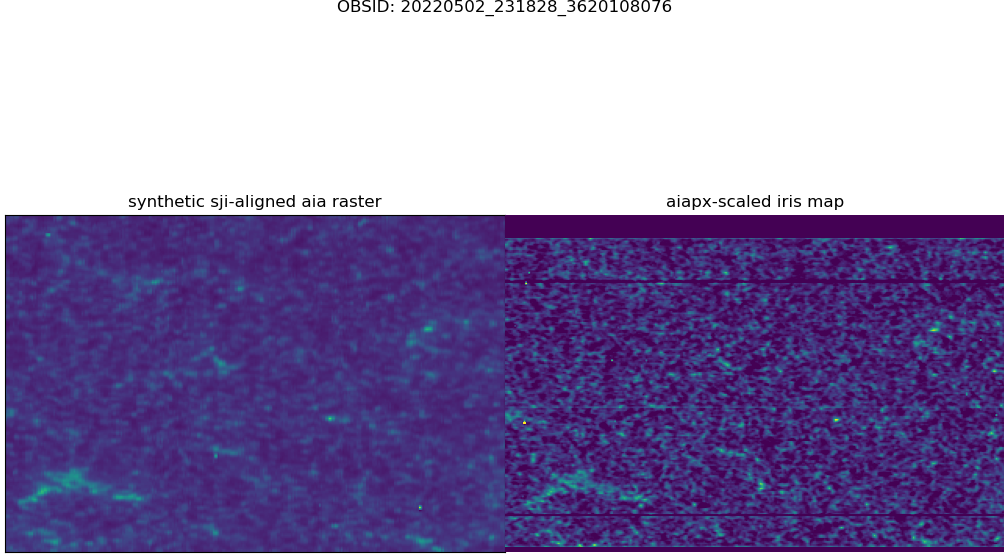 OBSID: 20220502_231828_3620108076
synthetic sji-aligned aia raster
aiapx-scaled iris map